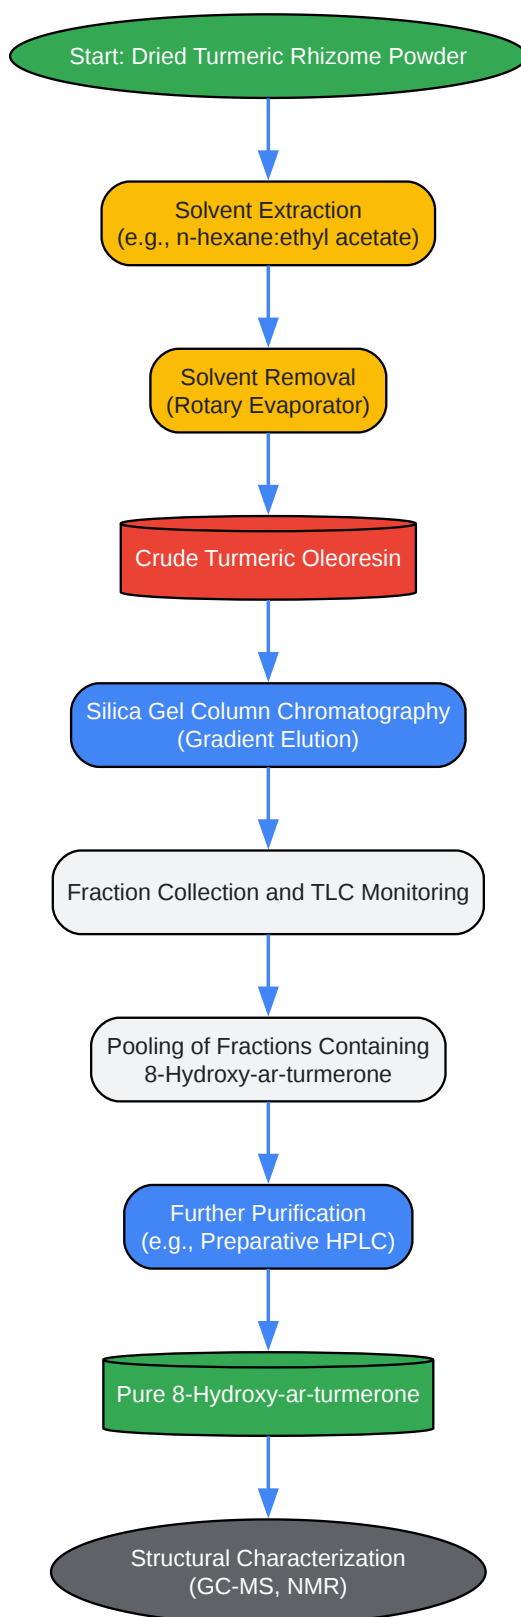 Start: Dried Turmeric Rhizome Powder
Solvent Extraction
(e.g., n-hexane:ethyl acetate)
Solvent Removal
(Rotary Evaporator)
Crude Turmeric Oleoresin
Silica Gel Column Chromatography
(Gradient Elution)
Fraction Collection and TLC Monitoring
Pooling of Fractions Containing
8-Hydroxy-ar-turmerone
Further Purification
(e.g., Preparative HPLC)
Pure 8-Hydroxy-ar-turmerone
Structural Characterization
(GC-MS, NMR)